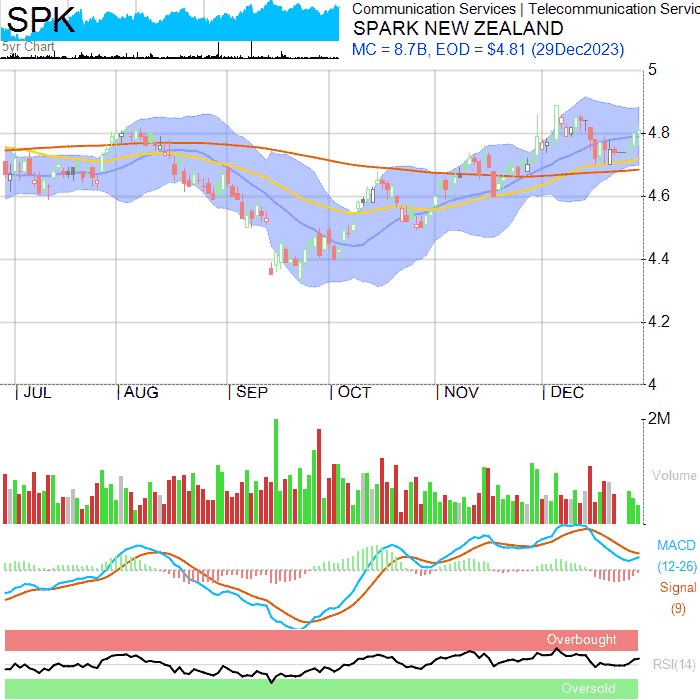 SPK
Communication Services | Telecommunication Servic
SPARK NEW ZEALAND
5yr Chart
MC = 8.7B, EOD = $4.81 (29Dec2023)
5
4.8
4.6
4.4
4.2
4
| JUL | AUG | SEP | OCT | NOV | DEC
2M
Volume
MACD
(12-26)
Signal
(9)
Overbought
RSI(14)
Oversold